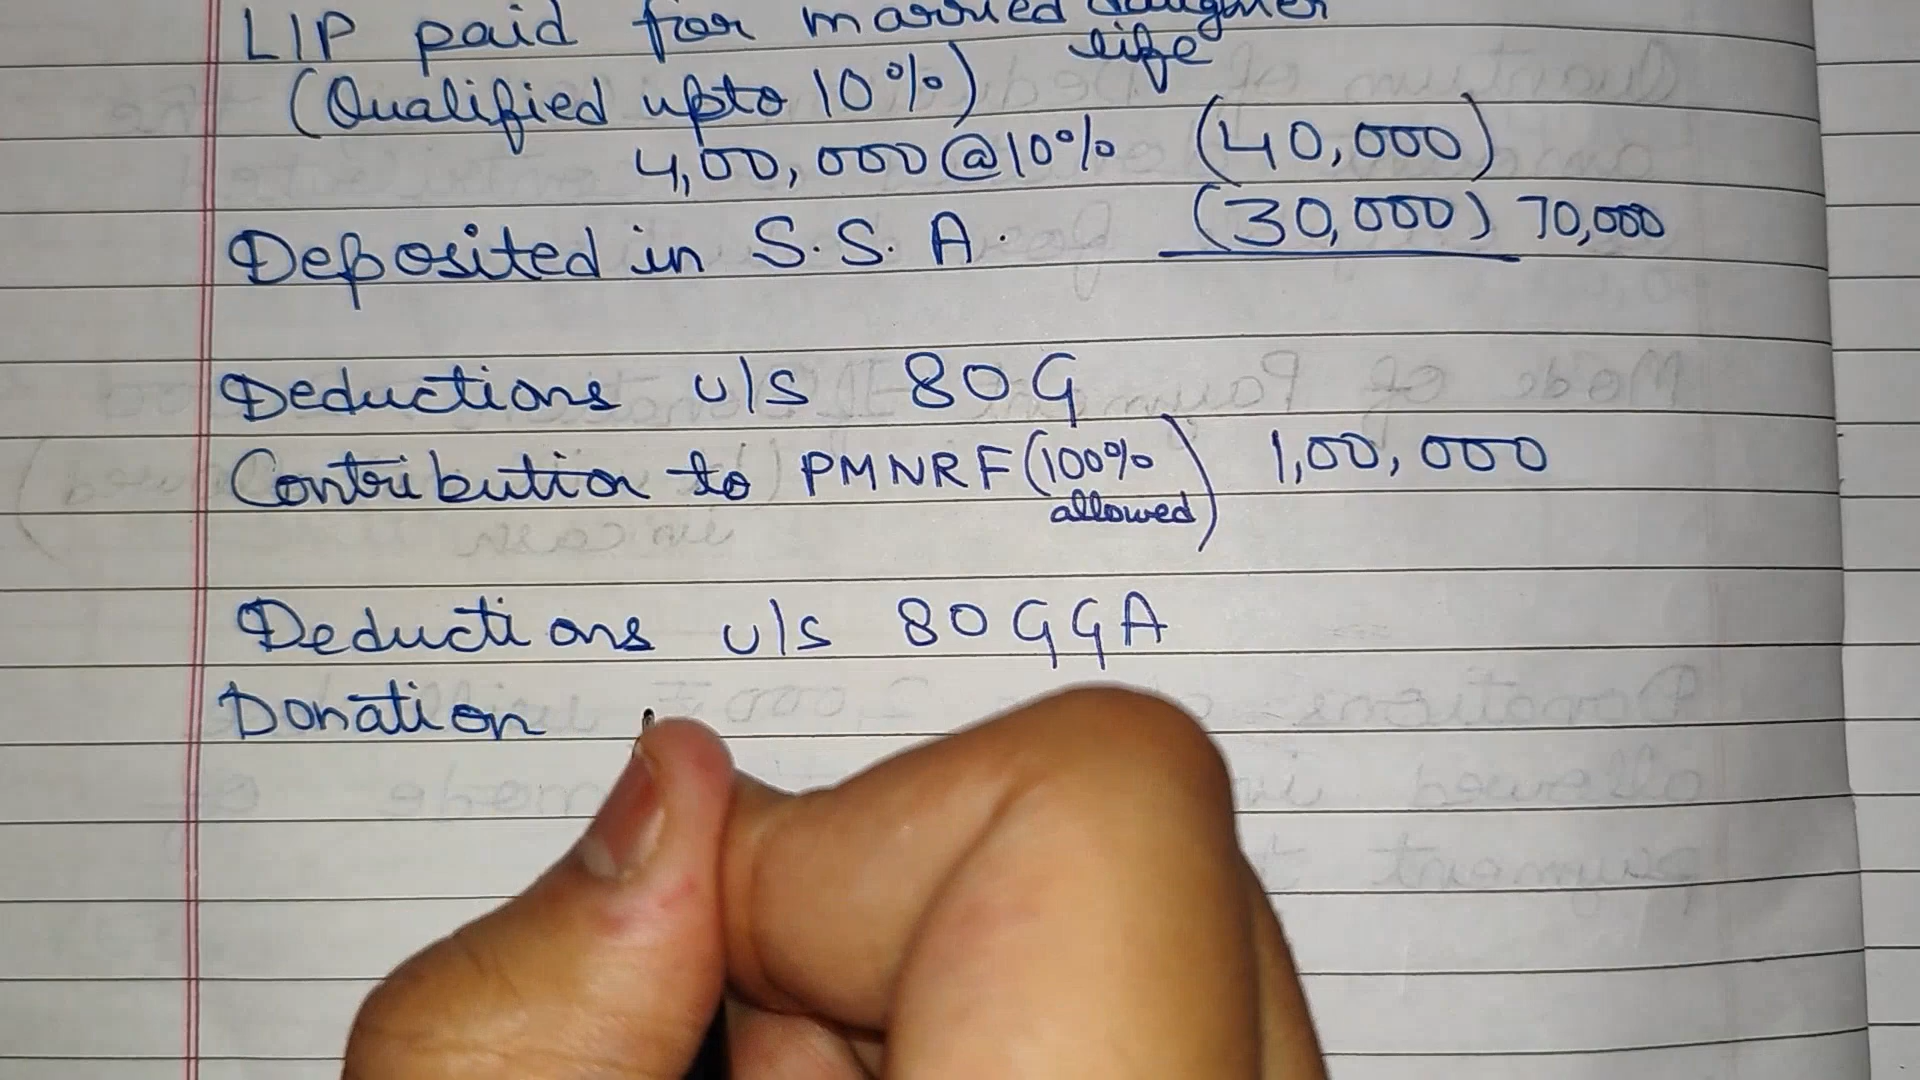 LIP paid for married daughter
life
(Qualified upto 10%)
4,00,000@10% (40,000)
Deposited in S.S.A. (30,000) 70,000
Deductions u/s 80G
Contribution to PMNRF (100% allowed) 1,00,000
Deductions u/s 80GGA
Donation